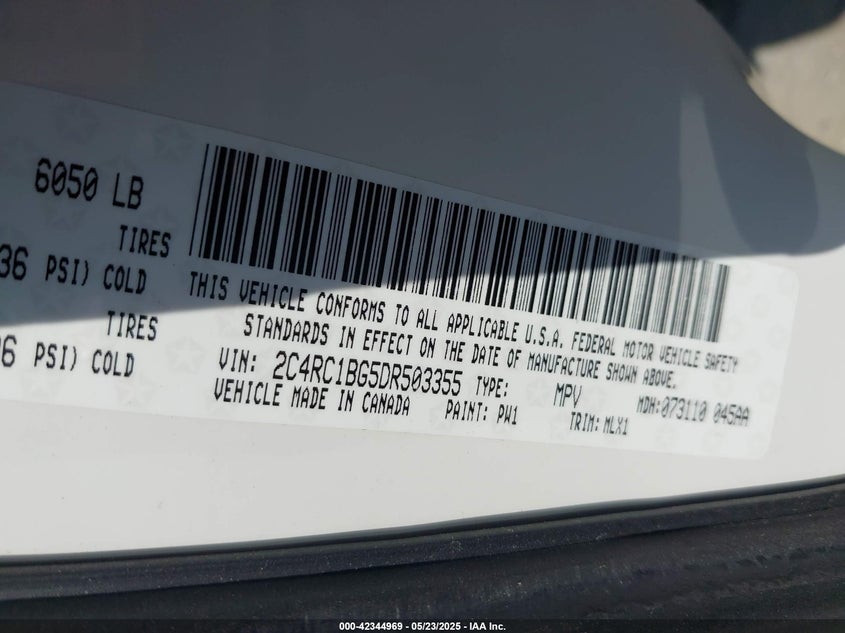 6050 LB
TIRES
36 PSI) COLD
TIRES
36 PSI) COLD
THIS VEHICLE CONFORMS TO ALL APPLICABLE U.S.A. FEDERAL MOTOR VEHICLE SAFETY
STANDARDS IN EFFECT ON THE DATE OF MANUFACTURE SHOWN ABOVE.
VIN: 2C4RC1BG5DR503355 TYPE: MPV MDH:073110 045AA
VEHICLE MADE IN CANADA PAINT: PW1 TRIM: MLX1
000-42344969 - 05/23/2025 - IAA Inc.